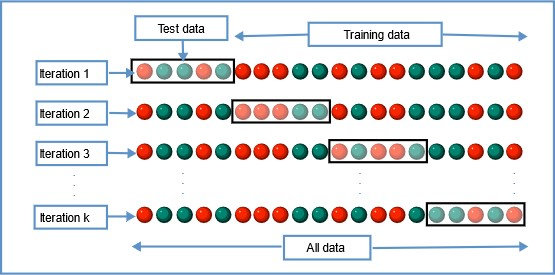 Test data
Training data
Iteration 1
Iteration 2
Iteration 3
Iteration k
All data